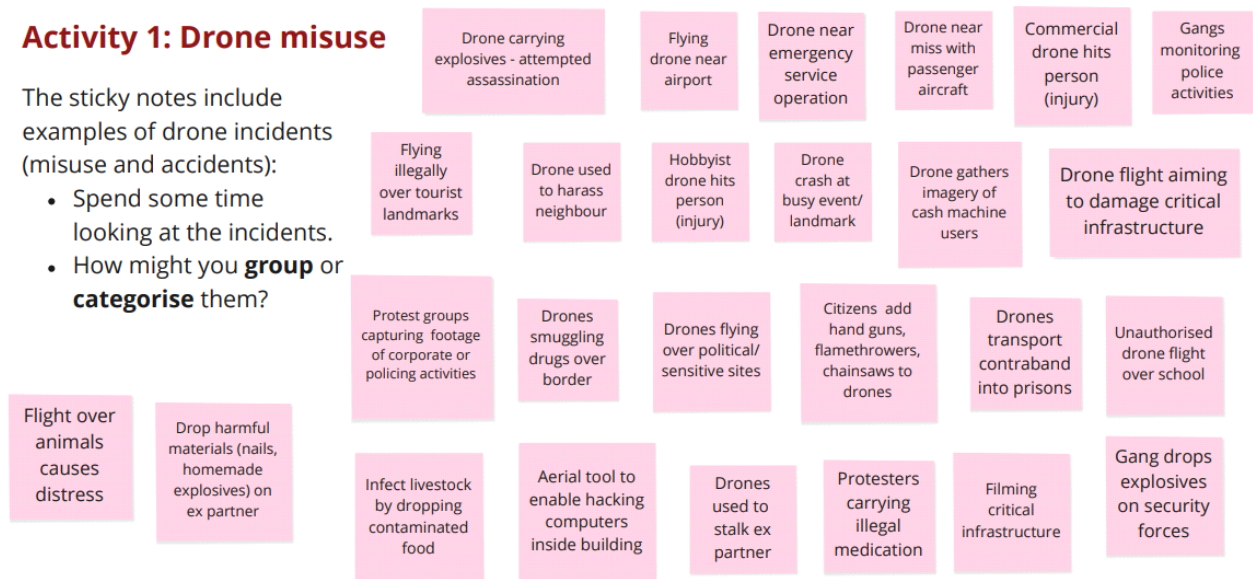 Activity 1: Drone misuse
The sticky notes include
examples of drone incidents
(misuse and accidents):
• Spend some time
looking at the incidents.
• How might you group or
categorise them?
Drone carrying
explosives - attempted
assassination
Flying
drone near
airport
Drone near
emergency
service
operation
Drone near
miss with
passenger
aircraft
Commercial
drone hits
person
(injury)
Gangs
monitoring
police
activities
Flying
illegally
over tourist
landmarks
Drone used
to harass
neighbour
Hobbyist
drone hits
person
(injury)
Drone
crash at
busy event/
landmark
Drone gathers
imagery of
cash machine
users
Drone flight aiming
to damage critical
infrastructure
Protest groups
capturing footage
of corporate or
policing activities
Drones
smuggling
drugs over
border
Drones flying
over political/
sensitive sites
Citizens add
hand guns,
flamethrowers,
chainsaws to
drones
Drones
transport
contraband
into prisons
Unauthorised
drone flight
over school
Flight over
animals
causes
distress
Drop harmful
materials (nails,
homemade
explosives) on
ex partner
Infect livestock
by dropping
contaminated
food
Aerial tool to
enable hacking
computers
inside building
Drones
used to
stalk ex
partner
Protesters
carrying
illegal
medication
Filming
critical
infrastructure
Gang drops
explosives
on security
forces